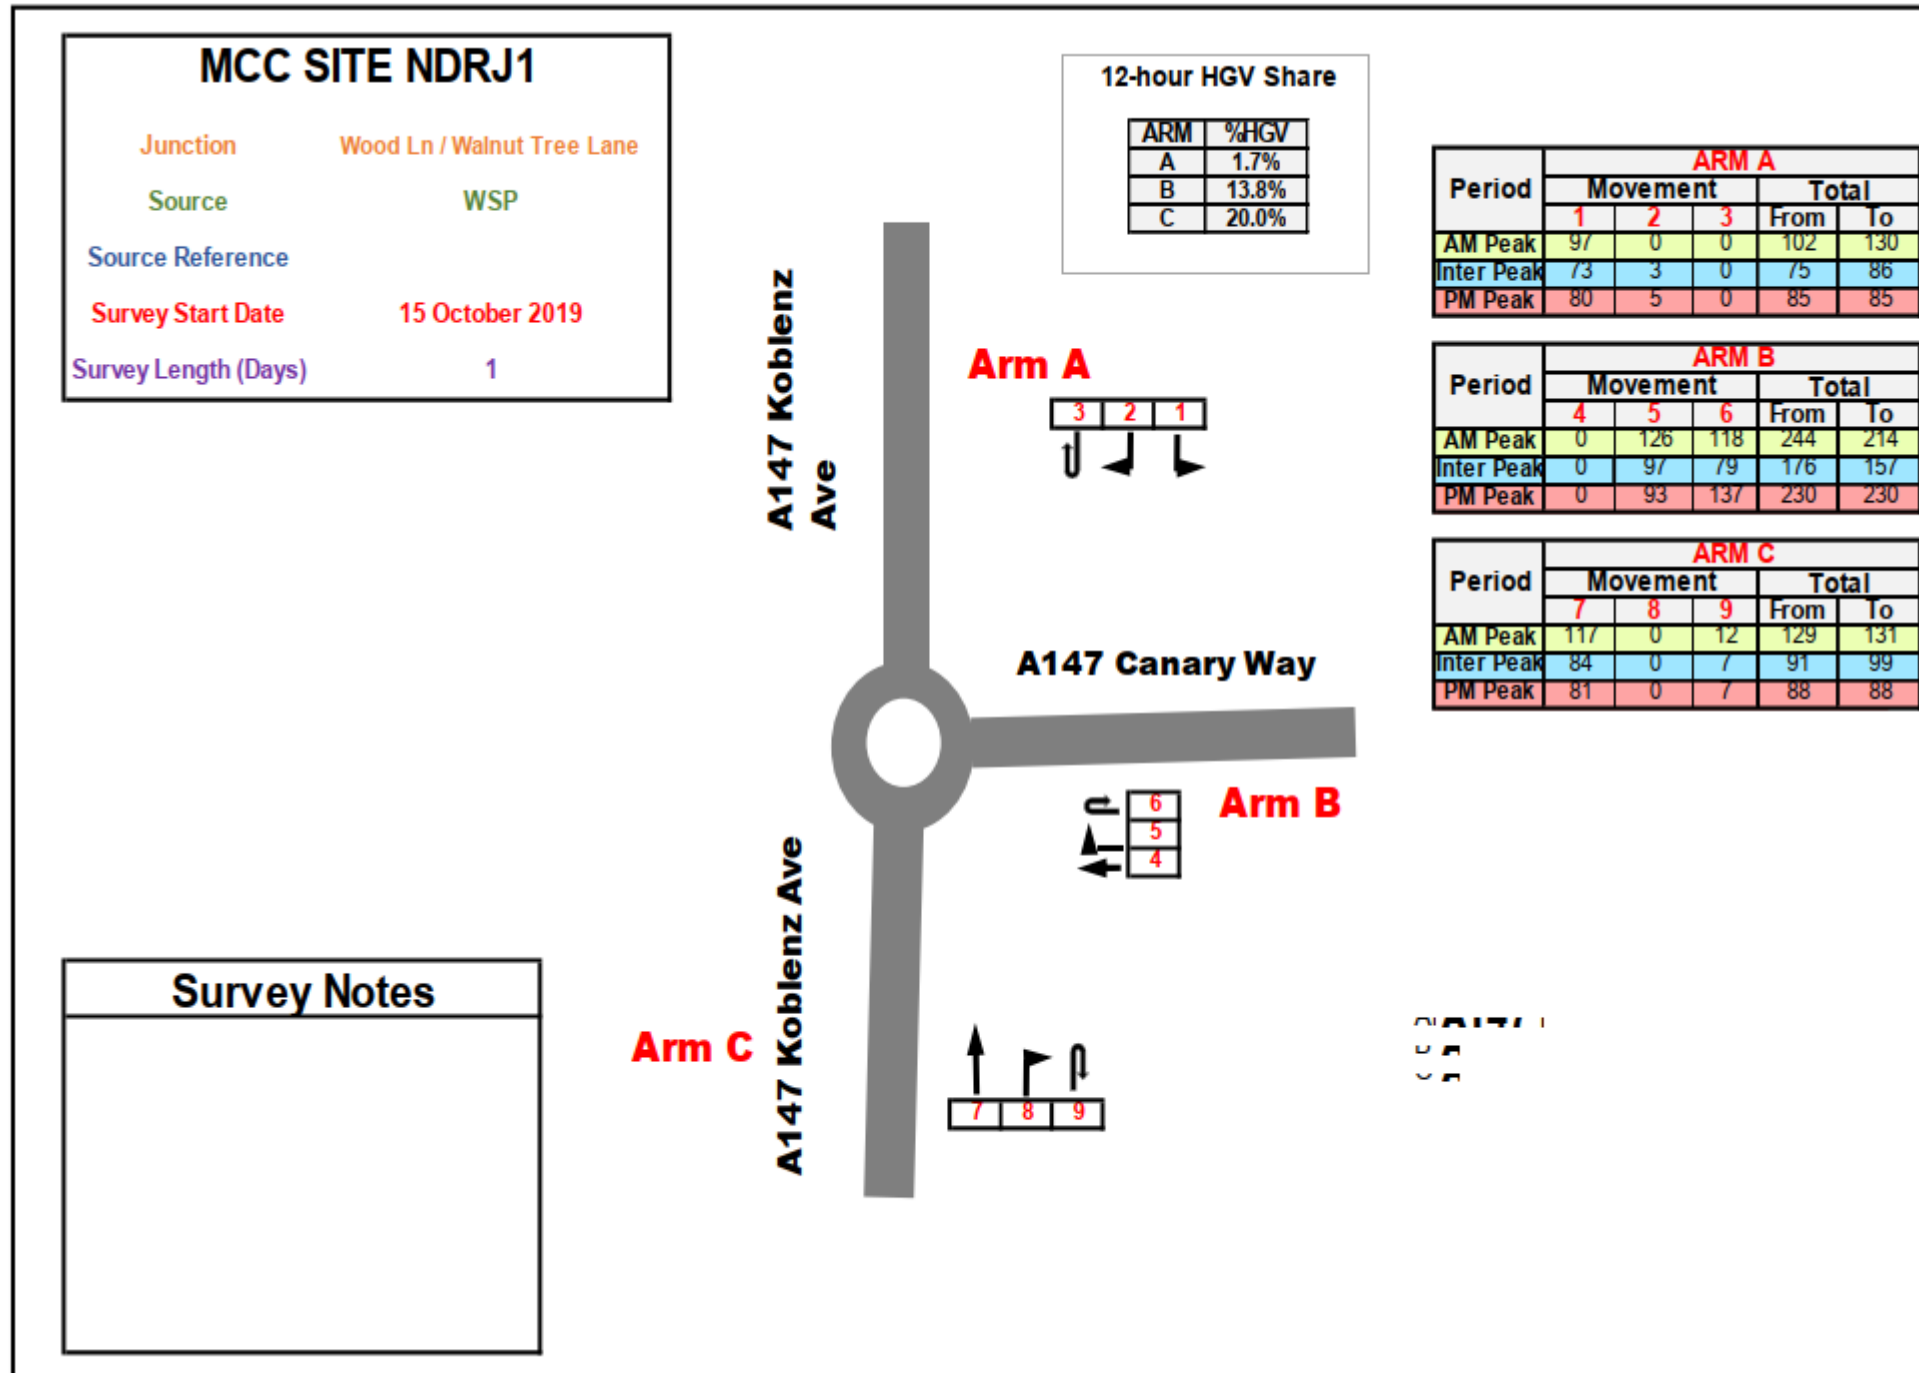 MCC SITE NDRJ1
Junction Wood Ln / Walnut Tree Lane
Source WSP
Source Reference
Survey Start Date 15 October 2019
Survey Length (Days) 1
12-hour HGV Share
ARM %HGV
A 1.7%
B 13.8%
C 20.0%
ARM A
Period Movement Total
1 2 3 From To
AM Peak 97 0 0 102 130
Inter Peak 73 3 0 75 86
PM Peak 80 5 0 85 85
ARM B
Period Movement Total
4 5 6 From To
AM Peak 0 126 118 244 214
Inter Peak 0 97 79 176 157
PM Peak 0 93 137 230 230
ARM C
Period Movement Total
7 8 9 From To
AM Peak 117 0 12 129 131
Inter Peak 84 0 7 91 99
PM Peak 81 0 7 88 88
A147 Koblenz
Ave
Arm A
3 2 1
A147 Canary Way
Arm B
6
5
4
A147 Koblenz Ave
Arm C
7 8 9
Survey Notes